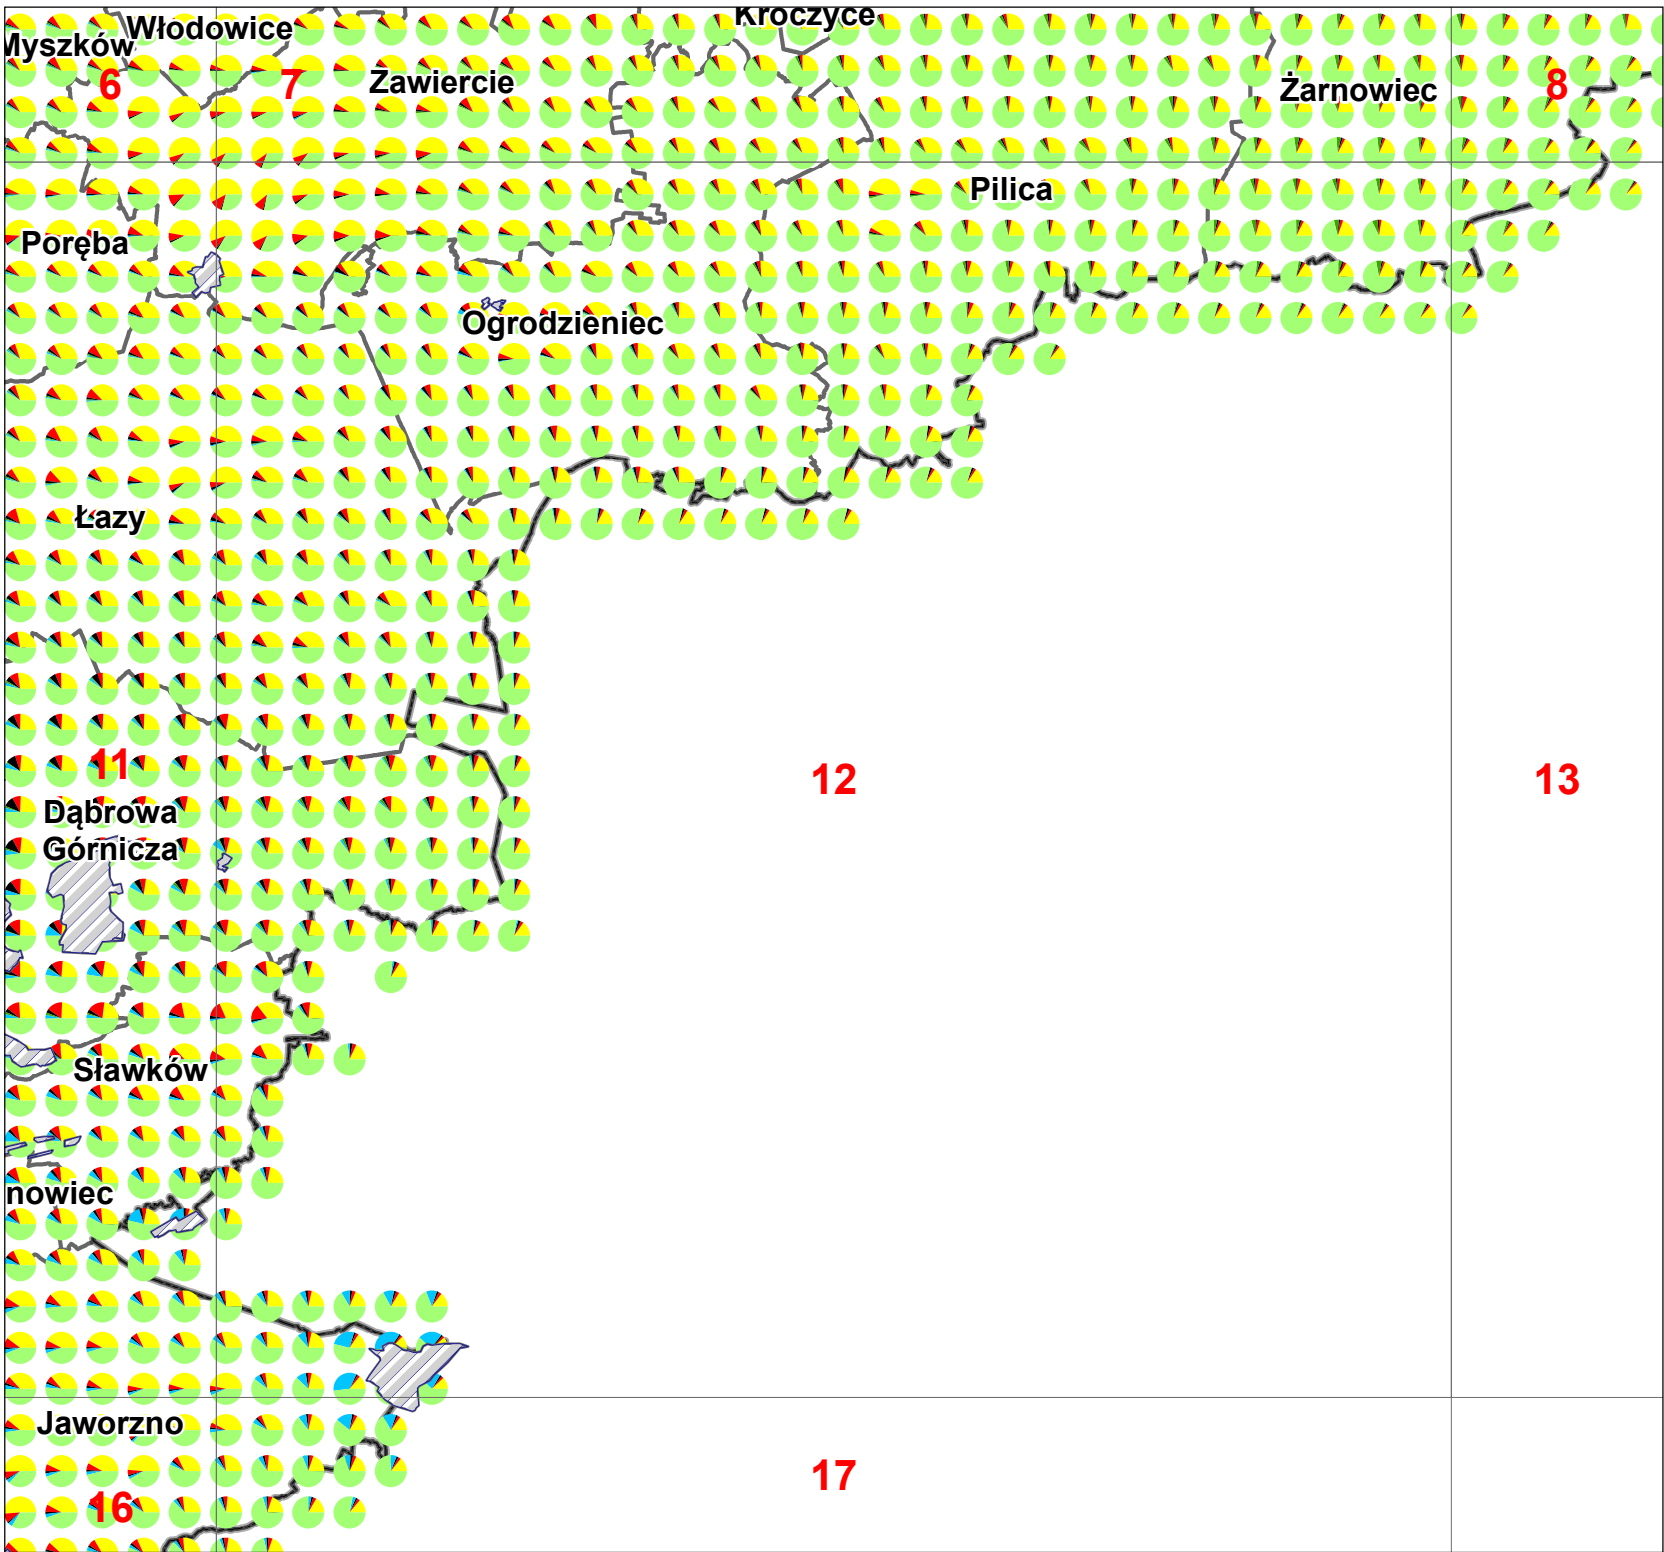 Kroczyce
Włodowice
Myszków
6
7
Zawiercie
Żarnowiec
8
Pilica
Poręba
Ogrodzieniec
Łazy
11
12
13
Dąbrowa
Górnicza
Sławków
nowiec
Jaworzno
17
16